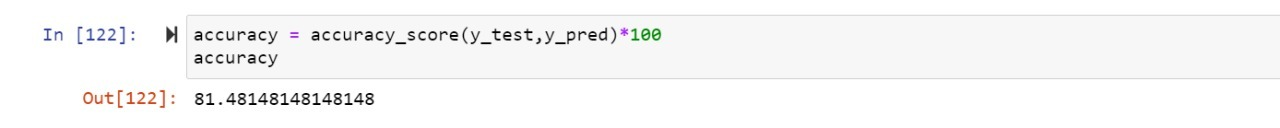 In [122]: accuracy = accuracy_score(y_test,y_pred)*100
accuracy
Out[122]: 81.48148148148148